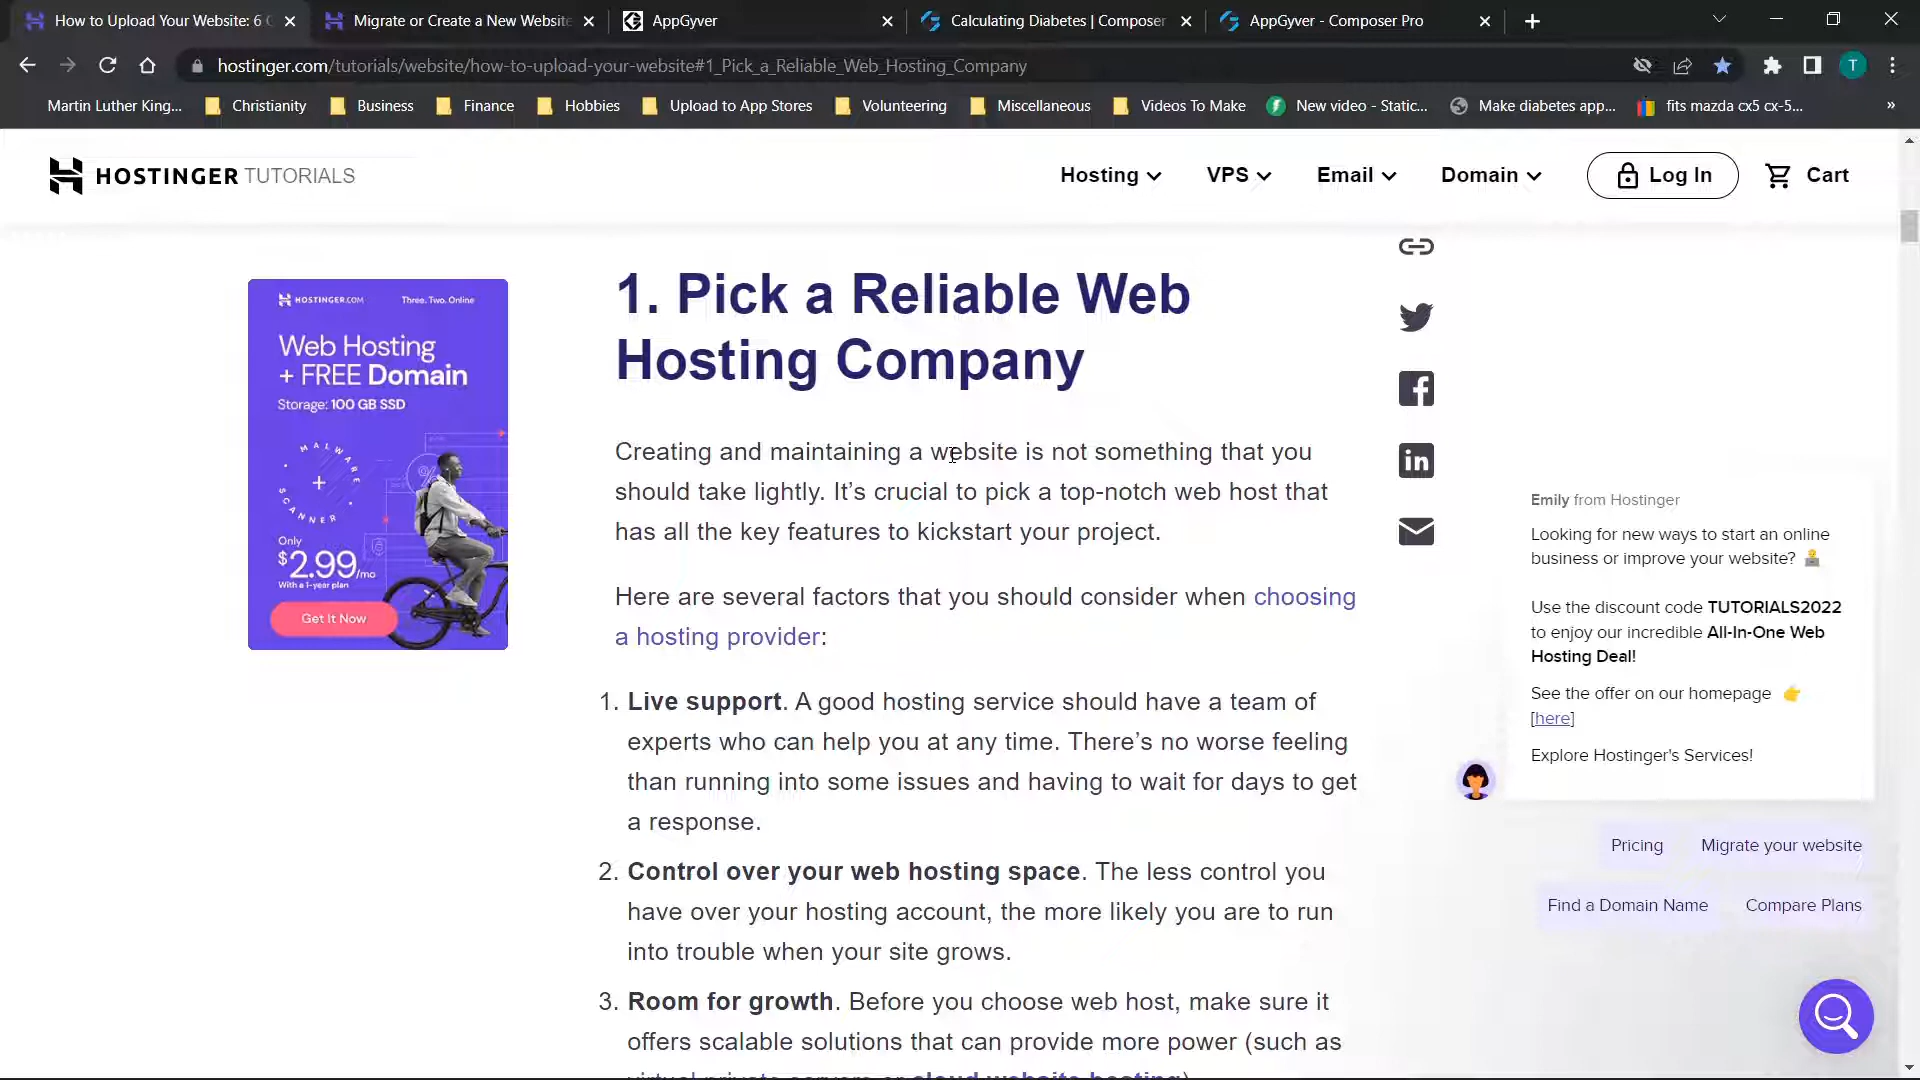 How to Upload Your Website: 6
Migrate or Create a New Website
AppGyver
Calculating Diabetes | Composer
AppGyver - Composer Pro
hostinger.com/tutorials/website/how-to-upload-your-website#1_Pick_a_Reliable_Web_Hosting_Company
T
Martin Luther King...
Christianity
Business
Finance
Hobbies
Upload to App Stores
Volunteering
Miscellaneous
Videos To Make
New video - Static...
Make diabetes app...
fits mazda cx5 cx-5...
»
HOSTINGER TUTORIALS
Hosting
VPS
Email
Domain
Log In
Cart
HOSTINGER.COM
Three. Two. Online
Web Hosting
+ FREE Domain
Storage: 100 GB SSD
MALWARE
SCANNER
Only
$2.99/mo
With a 1-year plan
Get It Now
1. Pick a Reliable Web
Hosting Company
Creating and maintaining a website is not something that you
should take lightly. It’s crucial to pick a top-notch web host that
has all the key features to kickstart your project.
Here are several factors that you should consider when choosing
a hosting provider:
1. Live support. A good hosting service should have a team of
experts who can help you at any time. There’s no worse feeling
than running into some issues and having to wait for days to get
a response.
2. Control over your web hosting space. The less control you
have over your hosting account, the more likely you are to run
into trouble when your site grows.
3. Room for growth. Before you choose web host, make sure it
offers scalable solutions that can provide more power (such as
virtual private servers or cloud website hosting)
Emily from Hostinger
Looking for new ways to start an online
business or improve your website?
Use the discount code TUTORIALS2022
to enjoy our incredible All-In-One Web
Hosting Deal!
See the offer on our homepage
[here]
Explore Hostinger's Services!
Pricing
Migrate your website
Find a Domain Name
Compare Plans